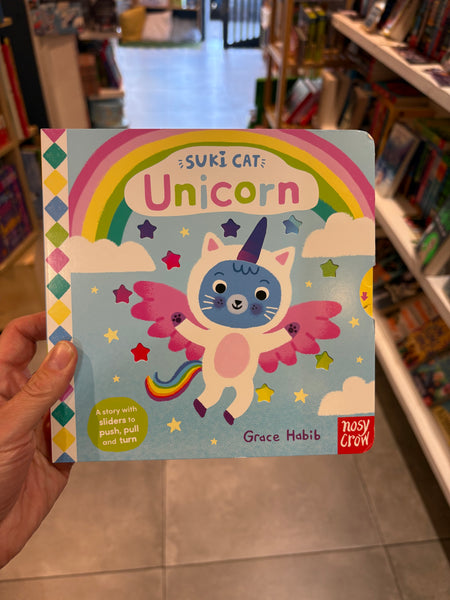 SUKI CAT
Unicorn
A story with
sliders to
push, pull
and turn
Grace Habib
nosy
crow